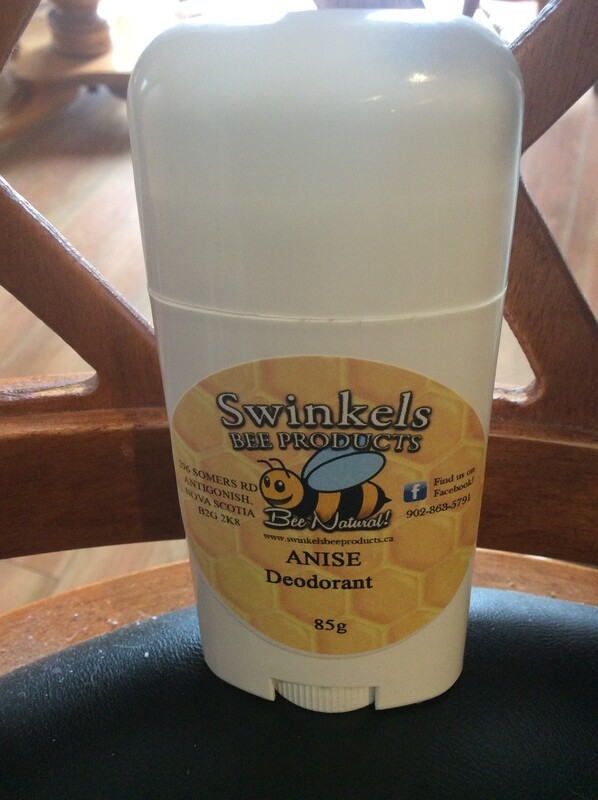 Swinkels
BEE PRODUCTS
296 SOMERS RD
ANTIGONISH,
NOVA SCOTIA
B2G 2K8
f
Find us on
Facebook!
902-863-5791
Bee Natural!
www.swinkelsbeeproducts.ca
ANISE
Deodorant
85g